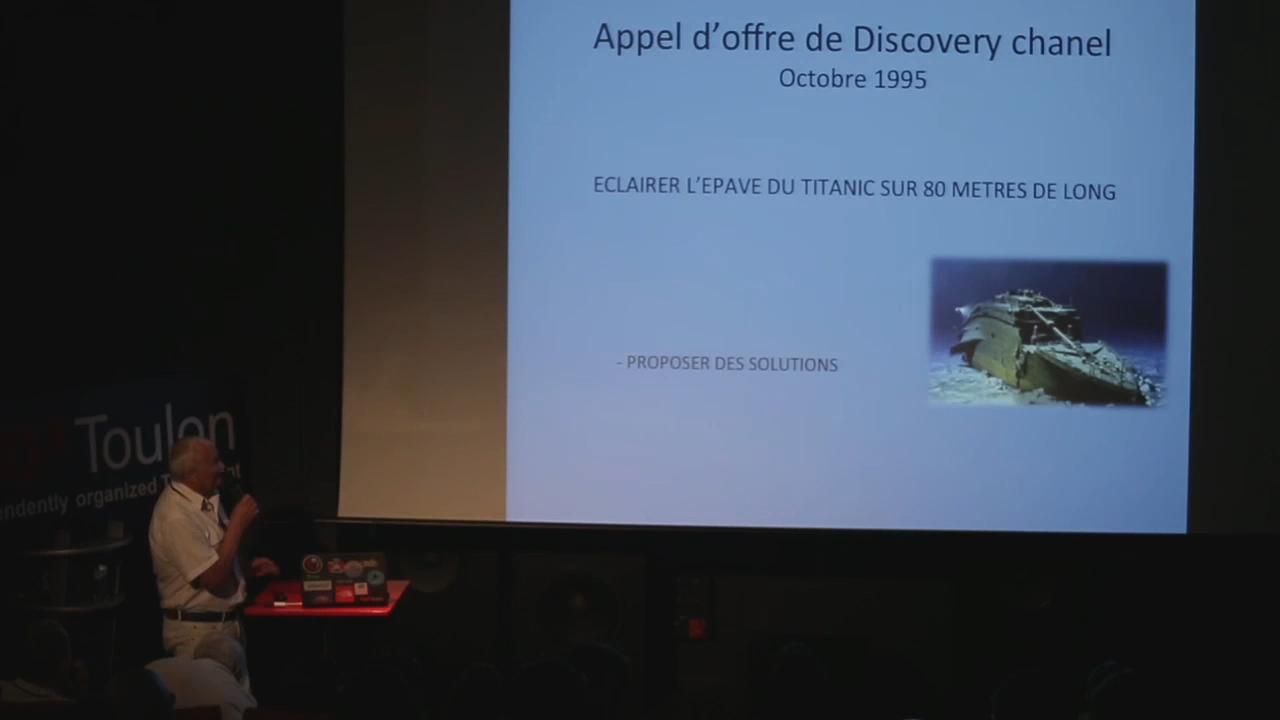 Appel d’offre de Discovery chanel
Octobre 1995
ECLAIRER L’EPAVE DU TITANIC SUR 80 METRES DE LONG
- PROPOSER DES SOLUTIONS
Toulon
organized